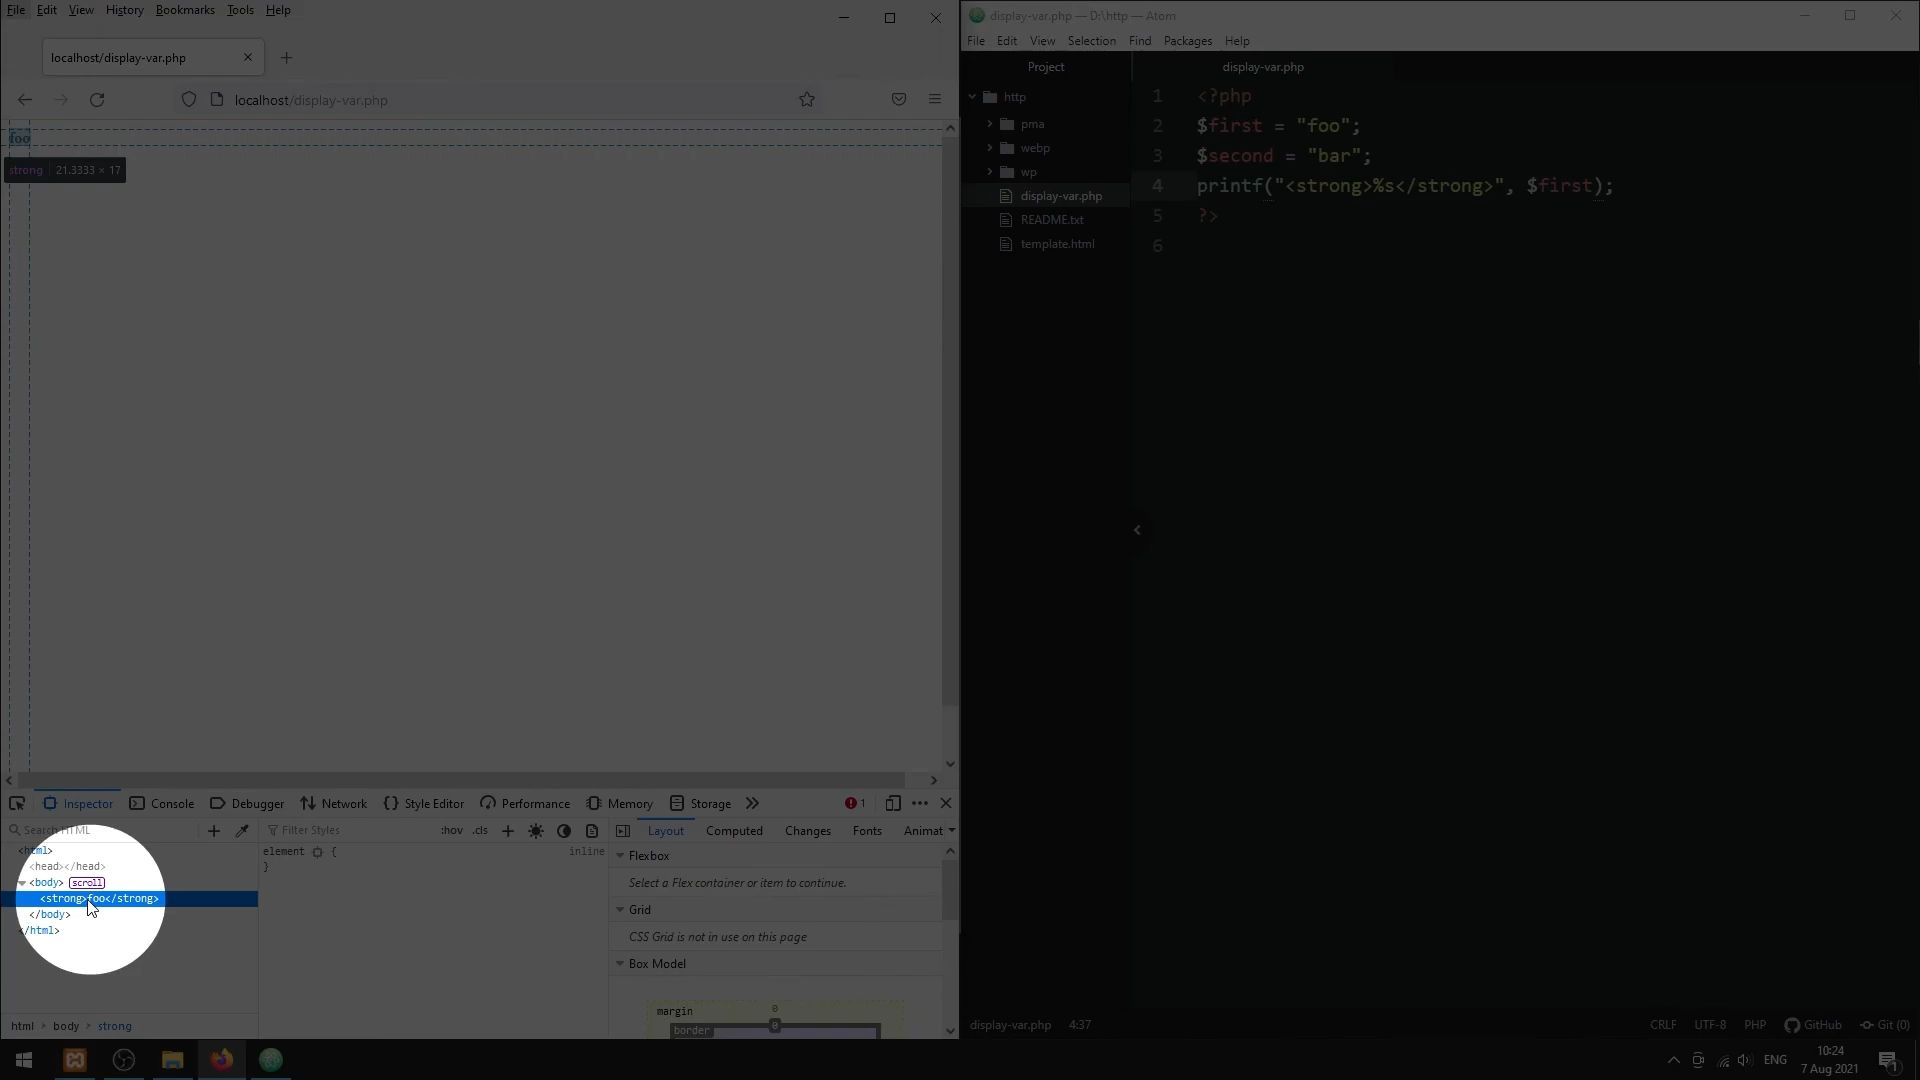 File Edit View History Bookmarks Tools Help
localhost/display-var.php
localhost/display-var.php
foo
strong 21.3333 × 17
Inspector Console Debugger Network Style Editor Performance Memory Storage 1
Search HTML
<html>
<head></head>
<body> scroll
<strong>foo</strong>
</body>
</html>
html body strong
Filter Styles :hov .cls
element { inline
}
Layout Computed Changes Fonts Animat
Flexbox
Select a Flex container or item to continue.
Grid
CSS Grid is not in use on this page
Box Model
margin 0
border 0
display-var.php — D:\http — Atom
File Edit View Selection Find Packages Help
Project
http
pma
webp
wp
display-var.php
README.txt
template.html
display-var.php
1 <?php
2 $first = "foo";
3 $second = "bar";
4 printf("<strong>%s</strong>", $first);
5 ?>
6
display-var.php 4:37
CRLF UTF-8 PHP GitHub Git (0)
ENG
10:24
7 Aug 2021
1